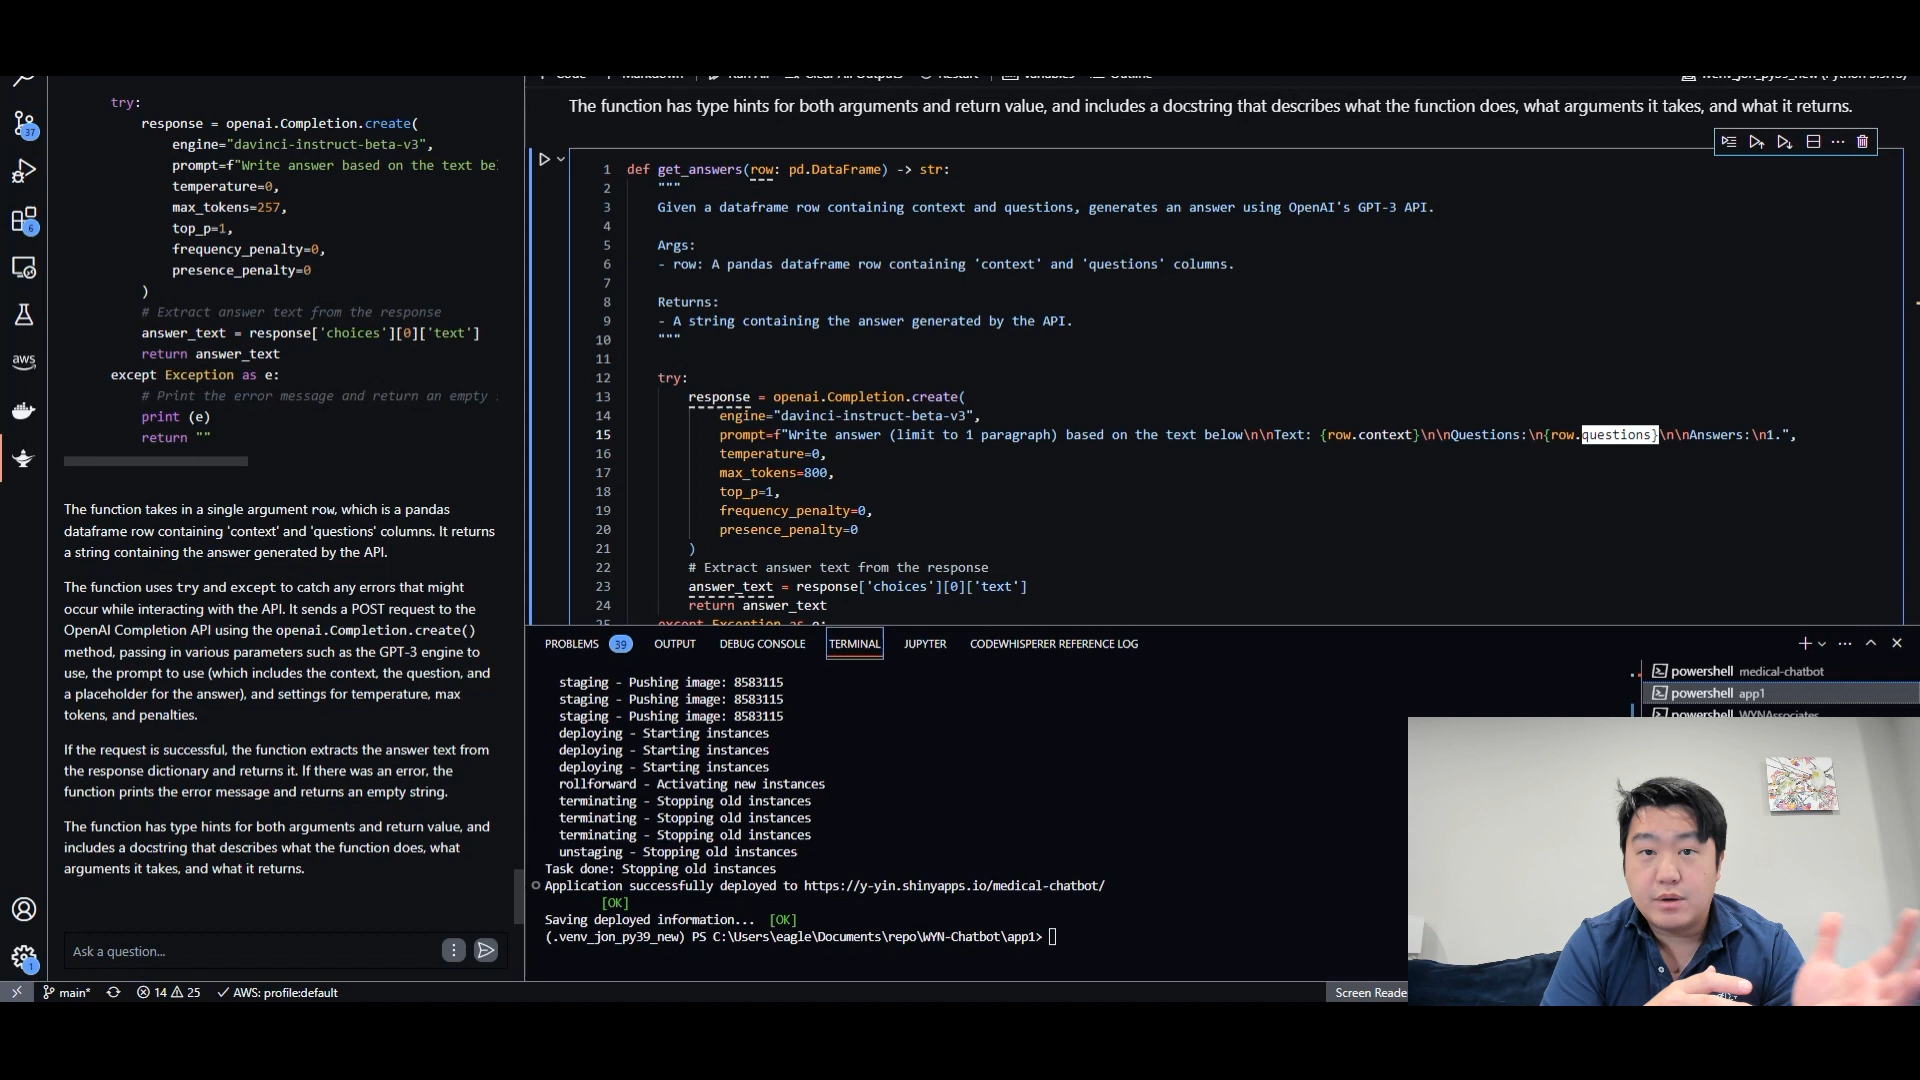 Code Markdown Run All Clear All Outputs Restart Variables Outline
37
6
aws
1
try:
response = openai.Completion.create(
engine="davinci-instruct-beta-v3",
prompt=f"Write answer based on the text be
temperature=0,
max_tokens=257,
top_p=1,
frequency_penalty=0,
presence_penalty=0
)
# Extract answer text from the response
answer_text = response['choices'][0]['text']
return answer_text
except Exception as e:
# Print the error message and return an empty
print (e)
return ""
The function takes in a single argument row, which is a pandas
dataframe row containing 'context' and 'questions' columns. It returns
a string containing the answer generated by the API.
The function uses try and except to catch any errors that might
occur while interacting with the API. It sends a POST request to the
OpenAI Completion API using the openai.Completion.create()
method, passing in various parameters such as the GPT-3 engine to
use, the prompt to use (which includes the context, the question, and
a placeholder for the answer), and settings for temperature, max
tokens, and penalties.
If the request is successful, the function extracts the answer text from
the response dictionary and returns it. If there was an error, the
function prints the error message and returns an empty string.
The function has type hints for both arguments and return value, and
includes a docstring that describes what the function does, what
arguments it takes, and what it returns.
Ask a question...
The function has type hints for both arguments and return value, and includes a docstring that describes what the function does, what arguments it takes, and what it returns.
1 def get_answers(row: pd.DataFrame) -> str:
2 """
3 Given a dataframe row containing context and questions, generates an answer using OpenAI's GPT-3 API.
4
5 Args:
6 - row: A pandas dataframe row containing 'context' and 'questions' columns.
7
8 Returns:
9 - A string containing the answer generated by the API.
10 """
11
12 try:
13 response = openai.Completion.create(
14 engine="davinci-instruct-beta-v3",
15 prompt=f"Write answer (limit to 1 paragraph) based on the text below\n\nText: {row.context}\n\nQuestions:\n{row.questions}\n\nAnswers:\n1.",
16 temperature=0,
17 max_tokens=800,
18 top_p=1,
19 frequency_penalty=0,
20 presence_penalty=0
21 )
22 # Extract answer text from the response
23 answer_text = response['choices'][0]['text']
24 return answer_text
25 except Exception as e:
PROBLEMS 39 OUTPUT DEBUG CONSOLE TERMINAL JUPYTER CODEWHISPERER REFERENCE LOG
staging - Pushing image: 8583115
staging - Pushing image: 8583115
staging - Pushing image: 8583115
deploying - Starting instances
deploying - Starting instances
deploying - Starting instances
rollforward - Activating new instances
terminating - Stopping old instances
terminating - Stopping old instances
terminating - Stopping old instances
unstaging - Stopping old instances
Task done: Stopping old instances
Application successfully deployed to https://y-yin.shinyapps.io/medical-chatbot/
[OK]
Saving deployed information... [OK]
(.venv_jon_py39_new) PS C:\Users\eagle\Documents\repo\WYN-Chatbot\app1>
powershell medical-chatbot
powershell app1
powershell WYNAssociates
main* 14 25 AWS: profile:default
Screen Reade